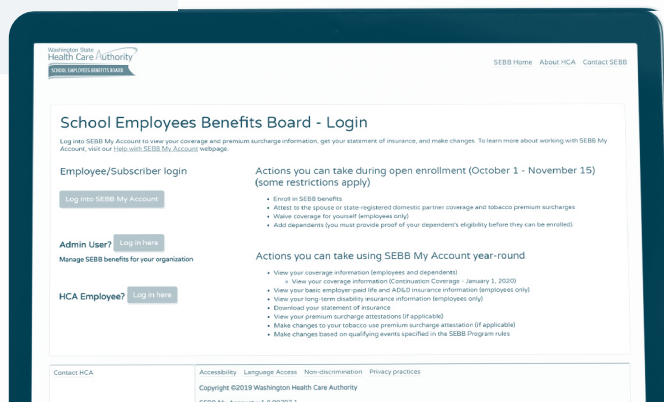 Washington State
Health Care Authority
SCHOOL EMPLOYEES BENEFITS BOARD
SEBB Home About HCA Contact SEBB
School Employees Benefits Board - Login
Log into SEBB My Account to view your coverage and premium surcharge information, get your statement of insurance, and make changes. To learn more about working with SEBB My
Account, visit our Help with SEBB My Account webpage.
Employee/Subscriber login
Log into SEBB My Account
Admin User? Log in here
Manage SEBB benefits for your organization
HCA Employee? Log in here
Actions you can take during open enrollment (October 1 - November 15)
(some restrictions apply)
• Enroll in SEBB benefits
• Attest to the spouse or state-registered domestic partner coverage and tobacco premium surcharges
• Waive coverage for yourself (employees only)
• Add dependents (you must provide proof of your dependent's eligibility before they can be enrolled)
Actions you can take using SEBB My Account year-round
• View your coverage information (employees and dependents)
◦ View your coverage information (Continuation Coverage - January 1, 2020)
• View your basic employer-paid life and AD&D insurance information (employees only)
• View your long-term disability insurance information (employees only)
• Download your statement of insurance
• View your premium surcharge attestations (if applicable)
• Make changes to your tobacco use premium surcharge attestation (if applicable)
• Make changes based on qualifying events specified in the SEBB Program rules
Contact HCA
Accessibility Language Access Non-discrimination Privacy practices
Copyright ©2019 Washington Health Care Authority
SEBB My Account